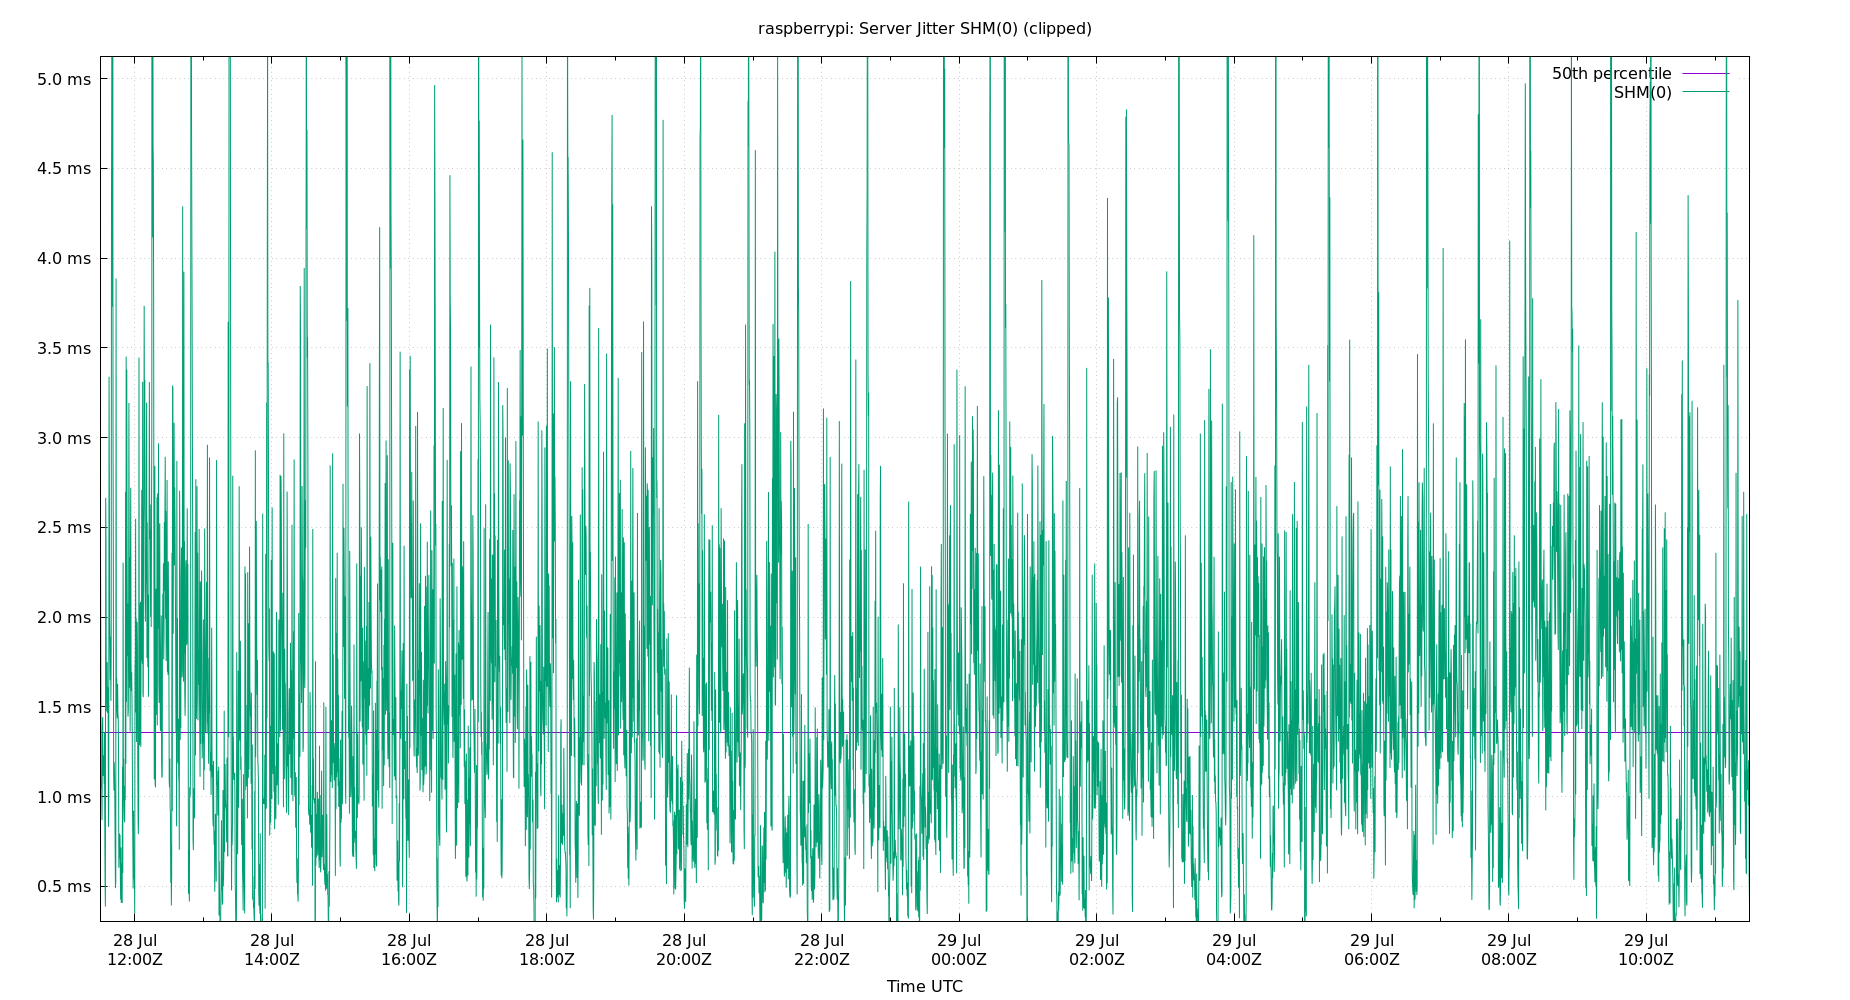 raspberrypi: Server Jitter SHM(0) (clipped)
50th percentile
SHM(0)
5.0 ms
4.5 ms
4.0 ms
3.5 ms
3.0 ms
2.5 ms
2.0 ms
1.5 ms
1.0 ms
0.5 ms
28 Jul 28 Jul 28 Jul 28 Jul 28 Jul 28 Jul 29 Jul 29 Jul 29 Jul 29 Jul 29 Jul 29 Jul
12:00Z 14:00Z 16:00Z 18:00Z 20:00Z 22:00Z 00:00Z 02:00Z 04:00Z 06:00Z 08:00Z 10:00Z
Time UTC